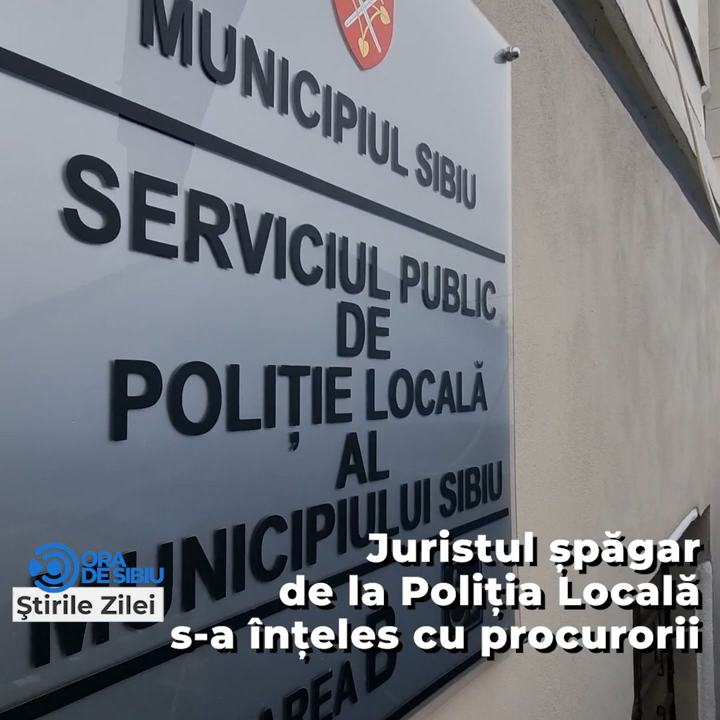 MUNICIPIUL SIBIU
SERVICIUL PUBLIC
DE
POLIȚIE LOCALĂ
AL
MUNICIPIULUI SIBIU
B
ORA
DE SIBIU
Ştirile Zilei
Juristul șpăgar
de la Poliția Locală
s-a înțeles cu procurorii